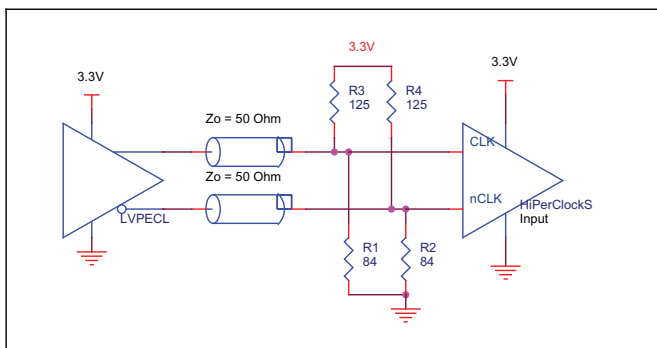 3.3V
3.3V
3.3V
R3
125
R4
125
Zo = 50 Ohm
CLK
Zo = 50 Ohm
nCLK
HiPerClockS
Input
LVPECL
R1
84
R2
84